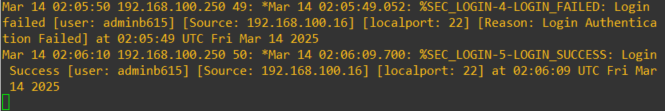 Mar 14 02:05:50 192.168.100.250 49: *Mar 14 02:05:49.052: %SEC_LOGIN-4-LOGIN_FAILED: Login
failed [user: adminb615] [Source: 192.168.100.16] [localport: 22] [Reason: Login Authentica
tion Failed] at 02:05:49 UTC Fri Mar 14 2025
Mar 14 02:06:10 192.168.100.250 50: *Mar 14 02:06:09.700: %SEC_LOGIN-5-LOGIN_SUCCESS: Login
 Success [user: adminb615] [Source: 192.168.100.16] [localport: 22] at 02:06:09 UTC Fri Mar
 14 2025